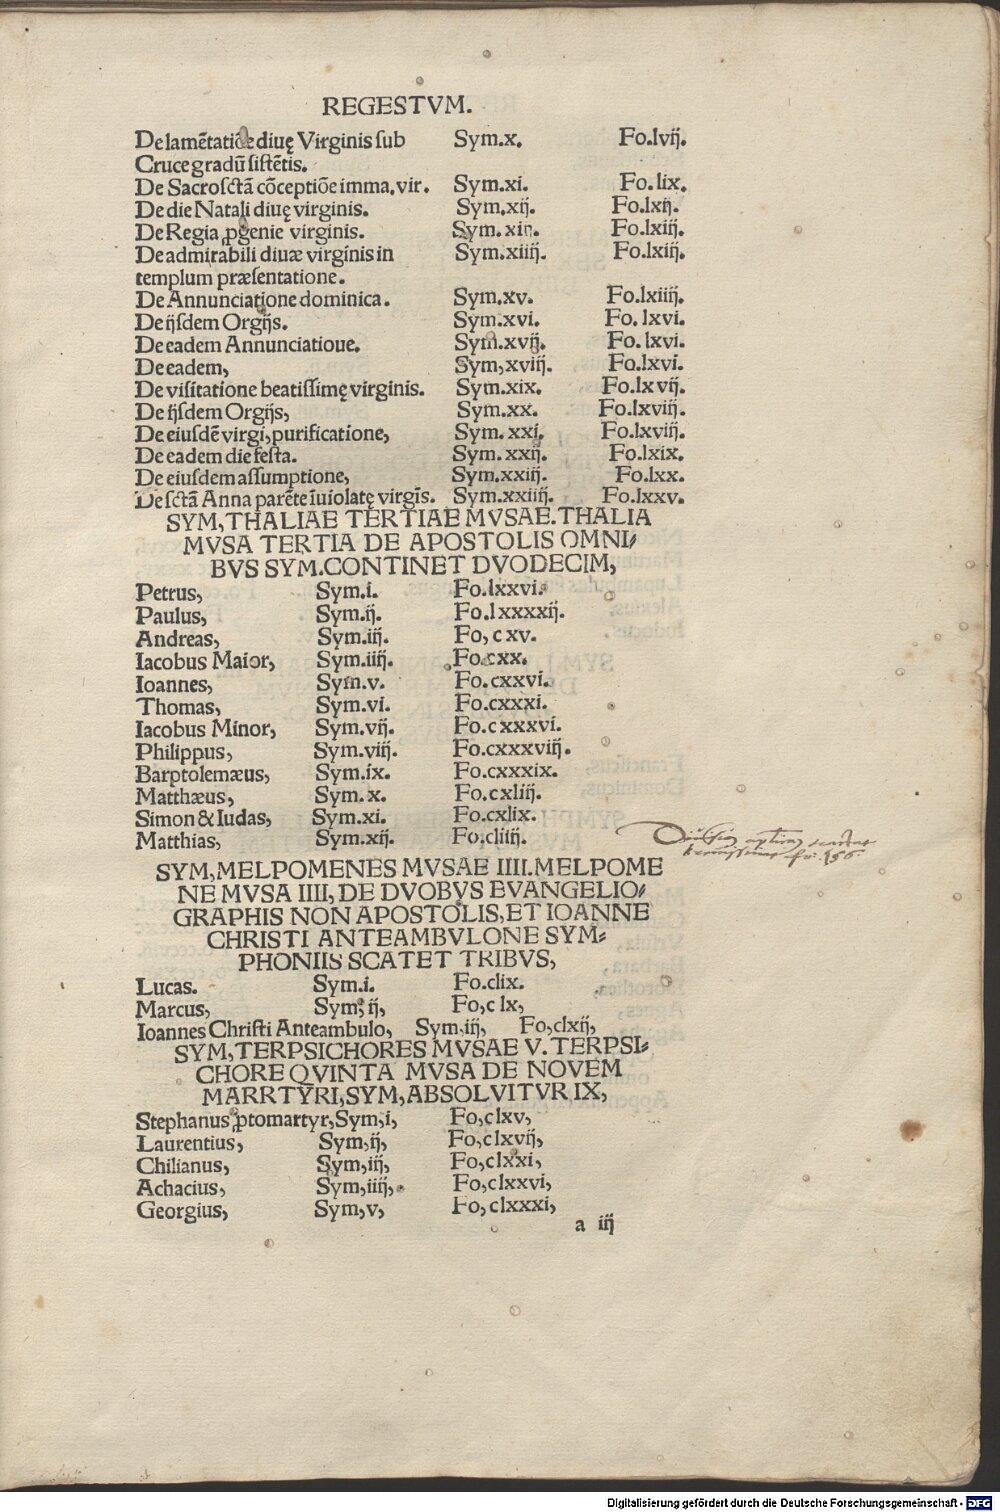 REGESTVM.
De lamẽtatiõe diuę Virginis ſub Sym.x. Fo.lvij.
Cruce gradũ ſiſtẽtis.
De Sacroſctã cõceptiõe imma.vir. Sym.xi. Fo.lix.
De die Natali diuę virginis. Sym.xij. Fo.lxij.
De Regia ꝓgenie virginis. Sym.xiij. Fo.lxiij.
De admirabili diuæ virginis in Sym.xiiij. Fo.lxiij.
templum præſentatione.
De Annunciatione dominica. Sym.xv. Fo.lxiiij.
De ijſdem Orgijs. Sym.xvi. Fo.lxvi.
De eadem Annunciatioue. Sym.xvij. Fo.lxvi.
De eadem, Sym,xviij. Fo.lxvi.
De viſitatione beatiſſimę virginis. Sym.xix. Fo.lxvij.
De ijſdem Orgijs, Sym.xx. Fo.lxviij.
De eiuſdẽ virgi,purificatione, Sym.xxi. Fo.lxviij.
De eadem die feſta. Sym.xxij. Fo.lxix.
De eiuſdem aſſumptione, Sym.xxiij. Fo.lxx.
De ſctã Anna parẽte ĩuiolatę virgĩs. Sym.xxiiij. Fo.lxxv.
SYM,THALIAE TERTIAE MVSAE.THALIA
MVSA TERTIA DE APOSTOLIS OMNI-
BVS SYM.CONTINET DVODECIM,
Petrus, Sym.i. Fo.lxxvi.
Paulus, Sym.ij. Fo.lxxxxij.
Andreas, Sym.iij. Fo,cxv.
Iacobus Maior, Sym.iiij. Fo.cxx.
Ioannes, Sym.v. Fo.cxxvi.
Thomas, Sym.vi. Fo.cxxxi.
Iacobus Minor, Sym.vij. Fo.cxxxvi.
Philippus, Sym.viij. Fo.cxxxviij.
Barptolemæus, Sym.ix. Fo.cxxxix.
Matthæus, Sym.x. Fo.cxliij.
Simon & Iudas, Sym.xi. Fo.cxlix.
Matthias, Sym.xij. Fo.cliiij.
fo: 156
SYM,MELPOMENES MVSAE IIII.MELPOME
NE MVSA IIII, DE DVOBVS EVANGELIO-
GRAPHIS NON APOSTOLIS,ET IOANNE
CHRISTI ANTEAMBVLONE SYM-
PHONIIS SCATET TRIBVS,
Lucas. Sym.i. Fo.clix.
Marcus, Sym,ij, Fo,clx,
Ioannes Chriſti Anteambulo, Sym,iij, Fo,clxij,
SYM,TERPSICHORES MVSAE V. TERPSI-
CHORE QVINTA MVSA DE NOVEM
MARRTYRI,SYM,ABSOLVITVR IX,
Stephanus ꝓtomartyr,Sym,i, Fo,clxv,
Laurentius, Sym,ij, Fo,clxvij,
Chilianus, Sym,iij, Fo,clxxi,
Achacius, Sym,iiij, Fo,clxxvi,
Georgius, Sym,v, Fo,clxxxi,
a iij
Digitalisierung gefördert durch die Deutsche Forschungsgemeinschaft - DFG